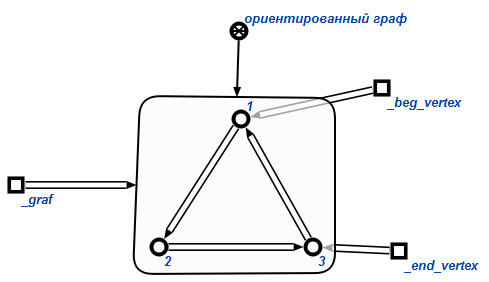 ориентированный граф
1
_beg_vertex
_graf
2
3
_end_vertex